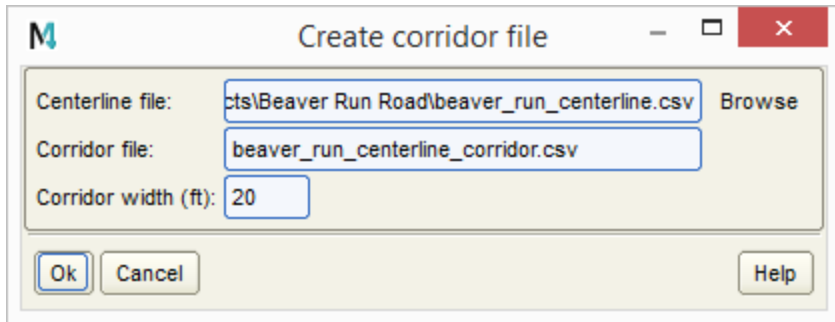 Create corridor file
Centerline file: cts\Beaver Run Road\beaver_run_centerline.csv Browse
Corridor file: beaver_run_centerline_corridor.csv
Corridor width (ft): 20
Ok Cancel Help